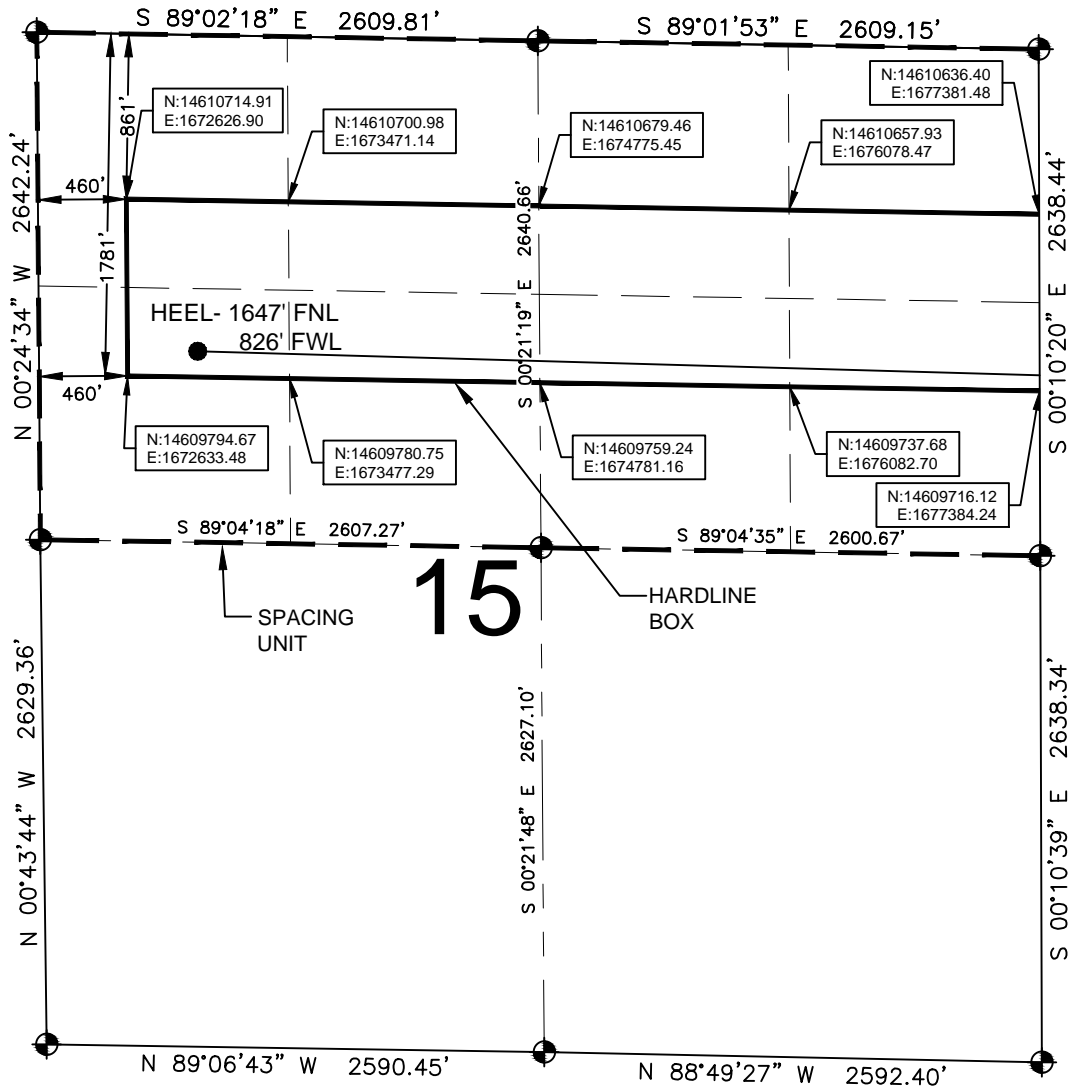 S 89°02'18" E 2609.81'
S 89°01'53" E 2609.15'
N:14610714.91
E:1672626.90
N:14610700.98
E:1673471.14
N:14610679.46
E:1674775.45
N:14610657.93
E:1676078.47
N:14610636.40
E:1677381.48
861'
460'
1781'
N 00°24'34" W 2642.24'
S 00°21'19" E 2640.66'
S 00°10'20" E 2638.44'
HEEL- 1647' FNL
826' FWL
460'
N:14609794.67
E:1672633.48
N:14609780.75
E:1673477.29
N:14609759.24
E:1674781.16
N:14609737.68
E:1676082.70
N:14609716.12
E:1677384.24
S 89°04'18" E 2607.27'
S 89°04'35" E 2600.67'
15
SPACING
UNIT
HARDLINE
BOX
N 00°43'44" W 2629.36'
S 00°21'48" E 2627.10'
S 00°10'39" E 2638.34'
N 89°06'43" W 2590.45'
N 88°49'27" W 2592.40'